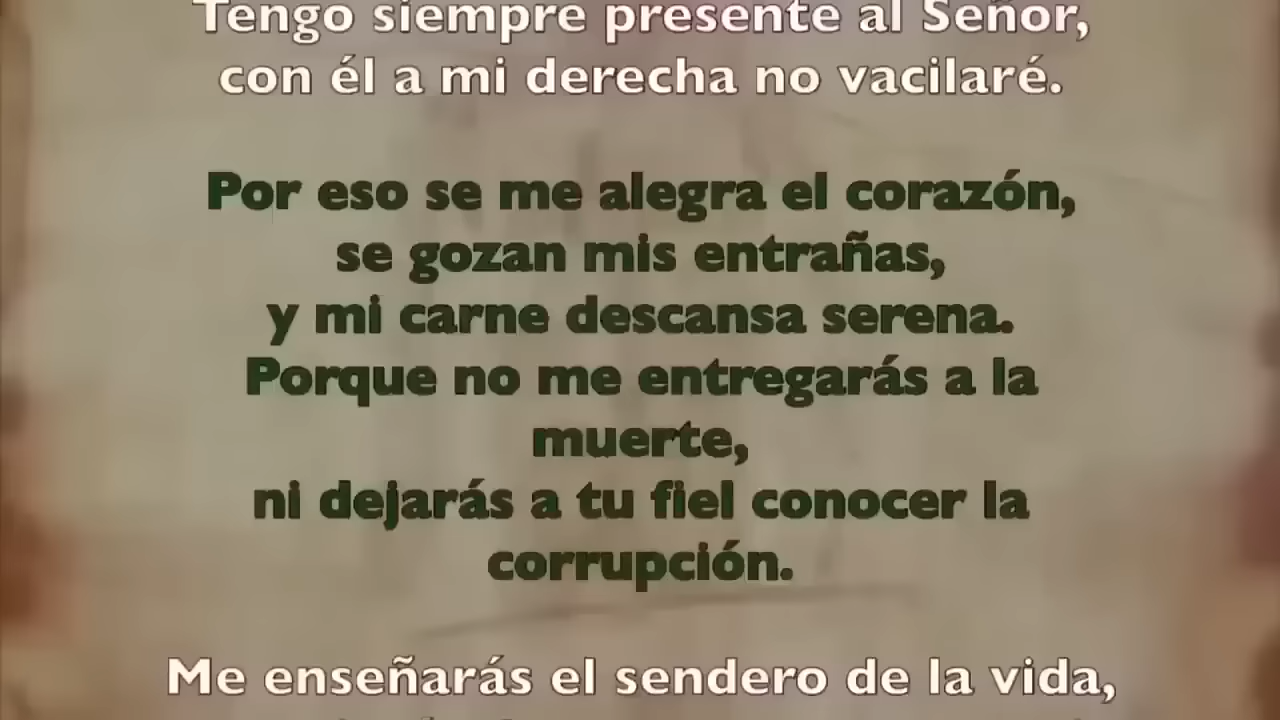 Tengo siempre presente al Señor,
con él a mi derecha no vacilaré.
Por eso se me alegra el corazón,
se gozan mis entrañas,
y mi carne descansa serena.
Porque no me entregarás a la
muerte,
ni dejarás a tu fiel conocer la
corrupción.
Me enseñarás el sendero de la vida,